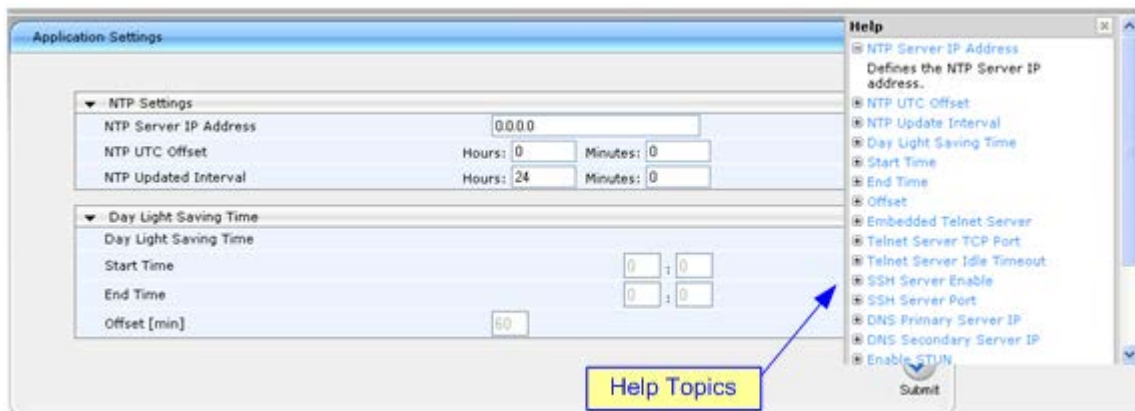 Application Settings
NTP Settings
NTP Server IP Address 0.0.0.0
NTP UTC Offset Hours: 0 Minutes: 0
NTP Updated Interval Hours: 24 Minutes: 0
Day Light Saving Time
Day Light Saving Time
Start Time 0 : 0
End Time 0 : 0
Offset [min] 60
Help
NTP Server IP Address
Defines the NTP Server IP
address.
NTP UTC Offset
NTP Update Interval
Day Light Saving Time
Start Time
End Time
Offset
Embedded Telnet Server
Telnet Server TCP Port
Telnet Server Idle Timeout
SSH Server Enable
SSH Server Port
DNS Primary Server IP
DNS Secondary Server IP
Enable STUN
Help Topics
Submit